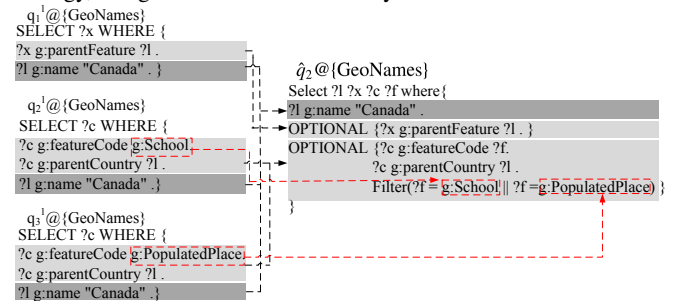 q₁¹@{GeoNames}
SELECT ?x WHERE {
?x g:parentFeature ?l .
?l g:name "Canada" . }
q₂¹@{GeoNames}
SELECT ?c WHERE {
?c g:featureCode g:School.
?c g:parentCountry ?l .
?l g:name "Canada" .}
q₃¹@{GeoNames}
SELECT ?c WHERE {
?c g:featureCode g:PopulatedPlace.
?c g:parentCountry ?l .
?l g:name "Canada" .}
q̂₂@{GeoNames}
Select ?l ?x ?c ?f where{
?l g:name "Canada" .
OPTIONAL {?x g:parentFeature ?l . }
OPTIONAL {?c g:featureCode ?f.
?c g:parentCountry ?l.
Filter(?f = g:School || ?f =g:PopulatedPlace) }
}